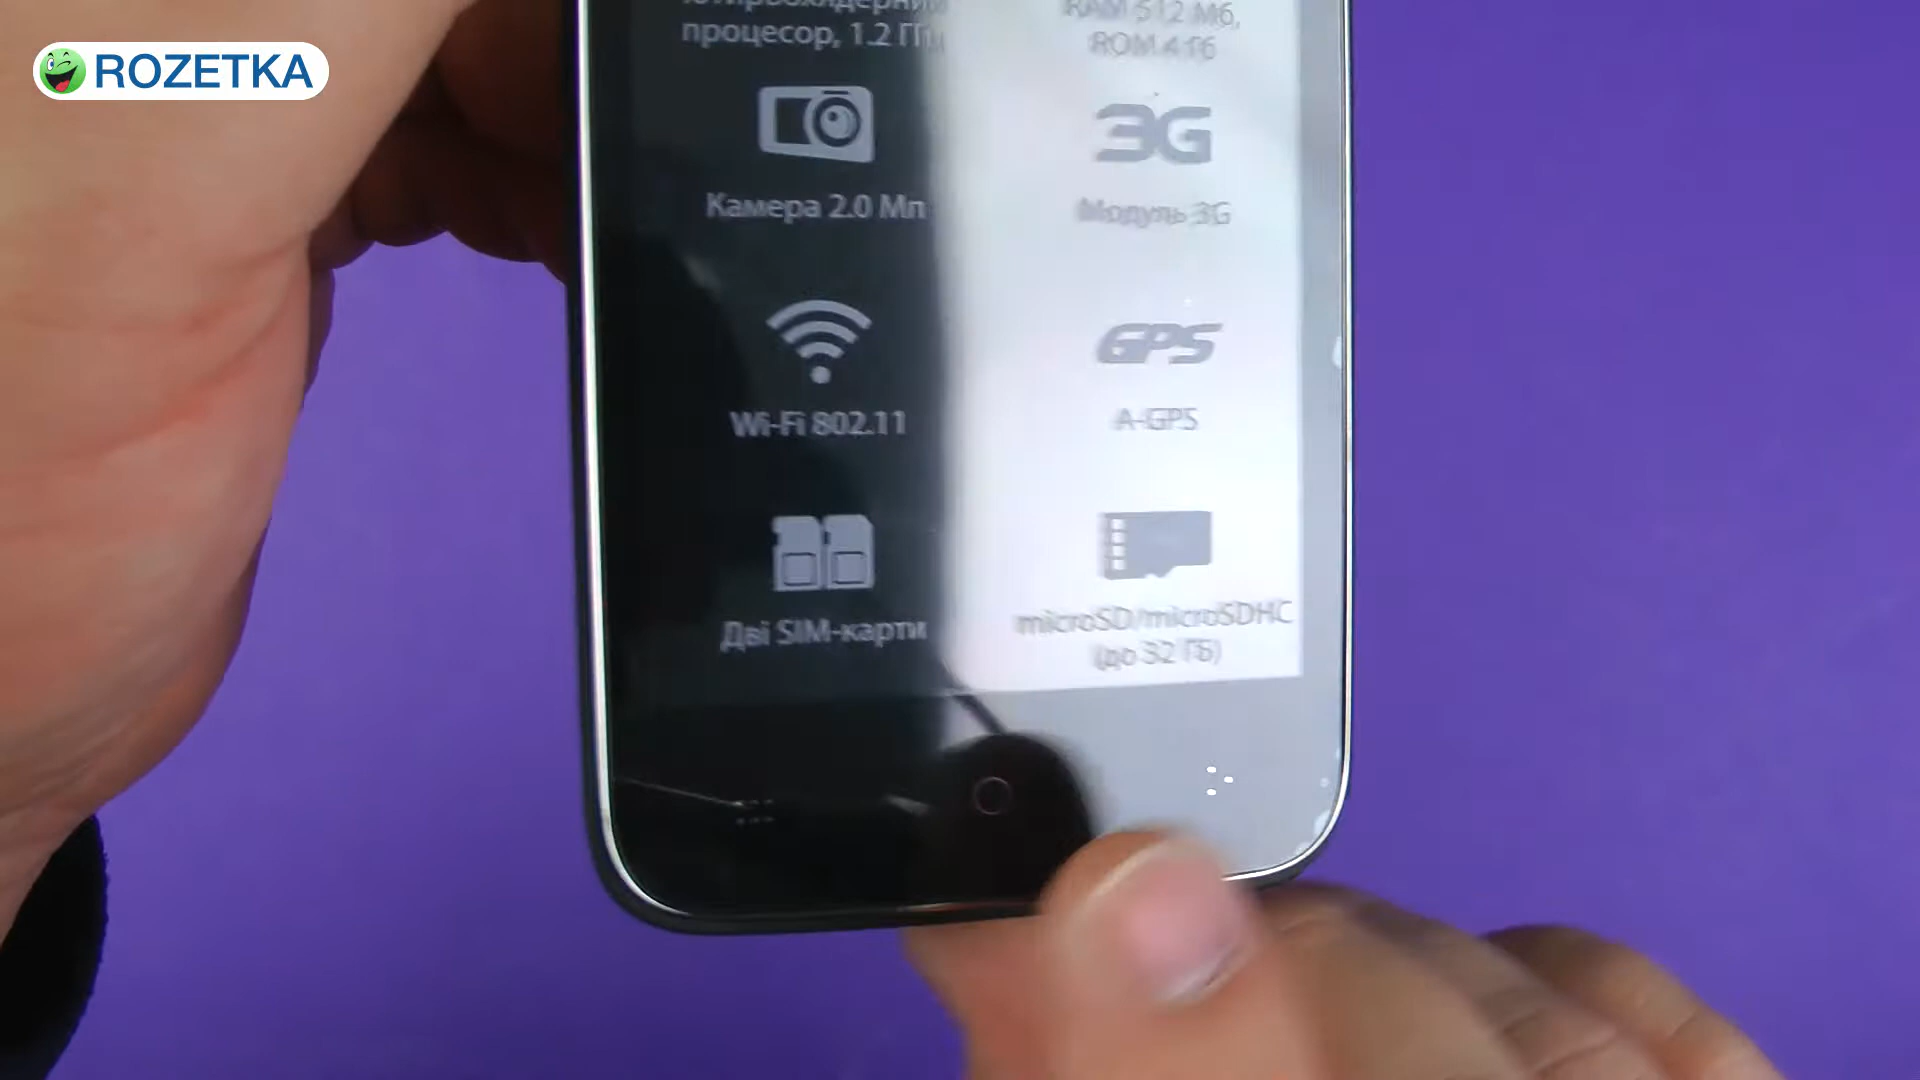 ROZETKA
процесор, 1.2 ГГц
RAM 512 Мб,
ROM 4 Гб
3G
Камера 2.0 Мп
Модуль 3G
GPS
Wi-Fi 802.11
A-GPS
Дві SIM-карти
microSD/microSDHC
(до 32 ГБ)